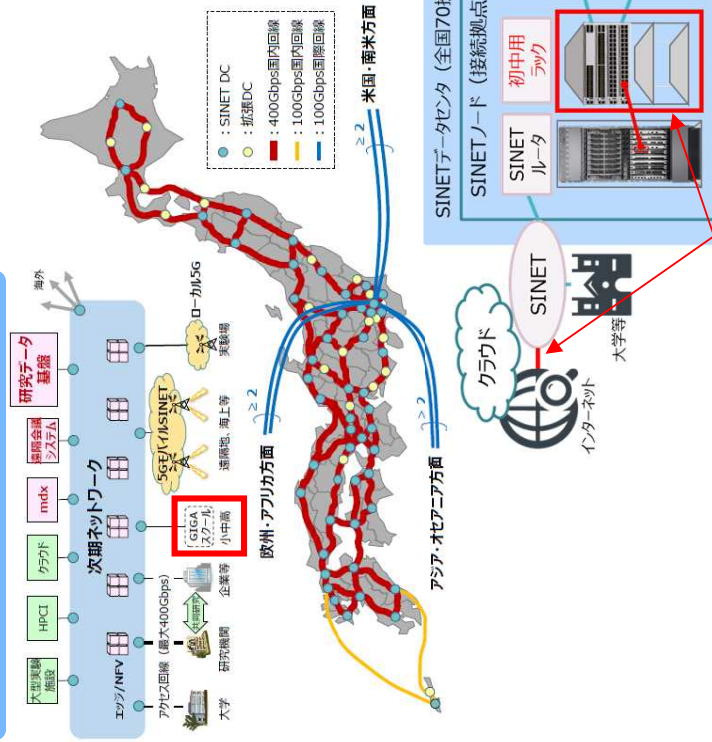 大型実験
施設
HPCI
クラウド
mdx
遠隔会議
システム
研究データ
基盤
海外
次期ネットワーク
エッジ/NFV
アクセス回線（最大400Gbps）
GIGA
スクール
5GモバイルSINET
ローカル5G
大学
研究機関
共同研究
企業等
小中高
遠隔地、海上等
実験場
：SINET DC
：拡張DC
：400Gbps国内回線
：100Gbps国内回線
：100Gbps国際回線
欧州・アフリカ方面
≥2
米国・南米方面
≥2
アジア・オセアニア方面
≥2
SINETデータセンタ（全国70拠
SINETノード（接続拠点
SINET
ルータ
初中用
ラック
クラウド
SINET
インターネット
大学等